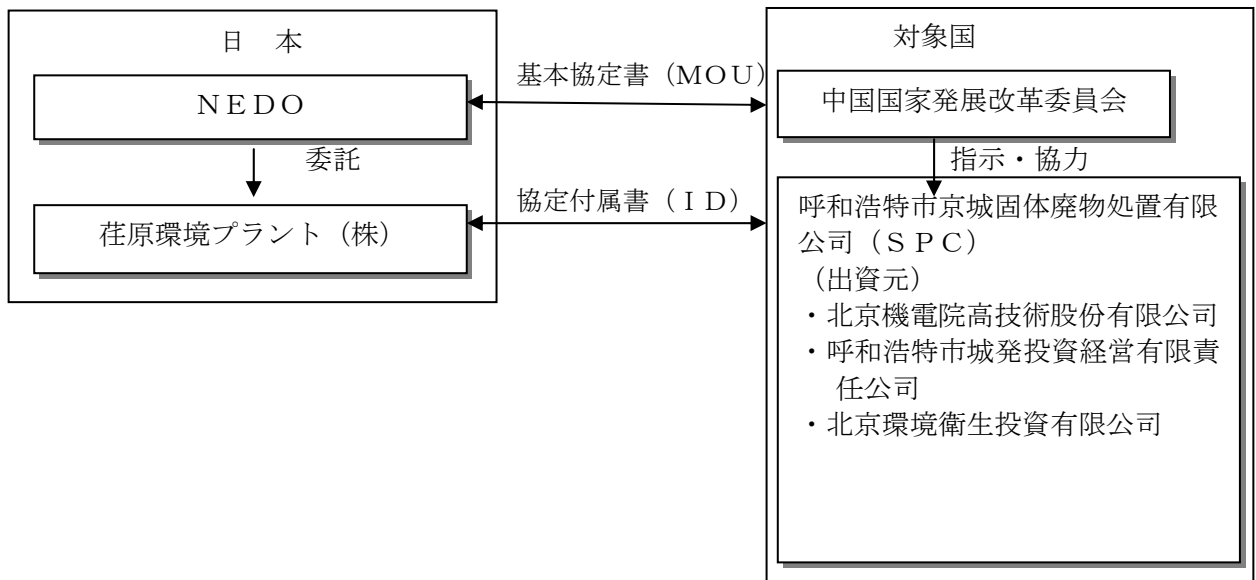 日 本
NEDO
委託
荏原環境プラント（株）
基本協定書（MOU）
協定付属書（ID）
対象国
中国国家発展改革委員会
指示・協力
呼和浩特市京城固体廃物処置有限
公司（SPC）
（出資元）
・北京機電院高技術股份有限公司
・呼和浩特市城発投資経営有限責
任公司
・北京環境衛生投資有限公司